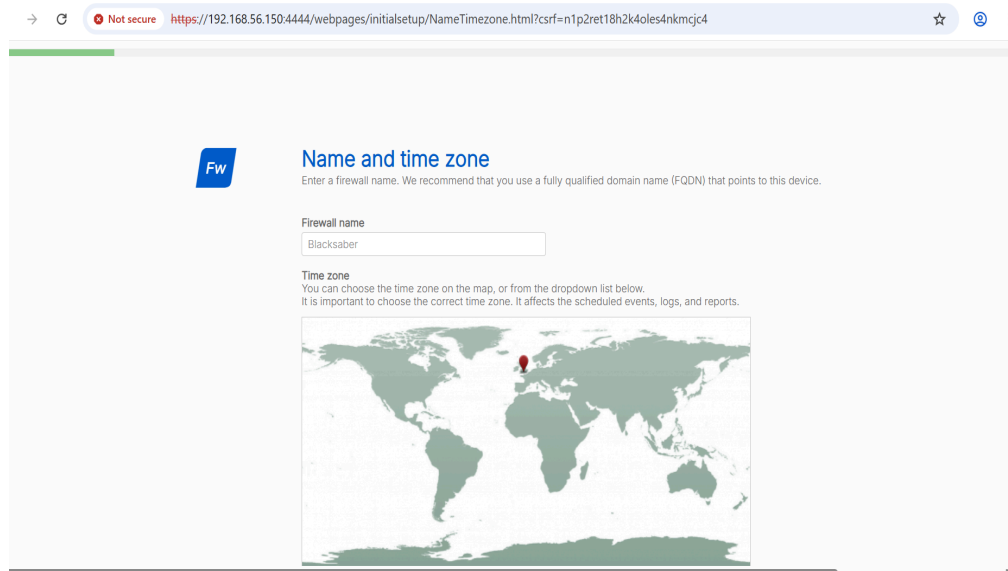 Not secure https://192.168.56.150:4444/webpages/initialsetup/NameTimezone.html?csrf=n1p2ret18h2k4oles4nkmcjc4
Fw
Name and time zone
Enter a firewall name. We recommend that you use a fully qualified domain name (FQDN) that points to this device.
Firewall name
Blacksaber
Time zone
You can choose the time zone on the map, or from the dropdown list below.
It is important to choose the correct time zone. It affects the scheduled events, logs, and reports.